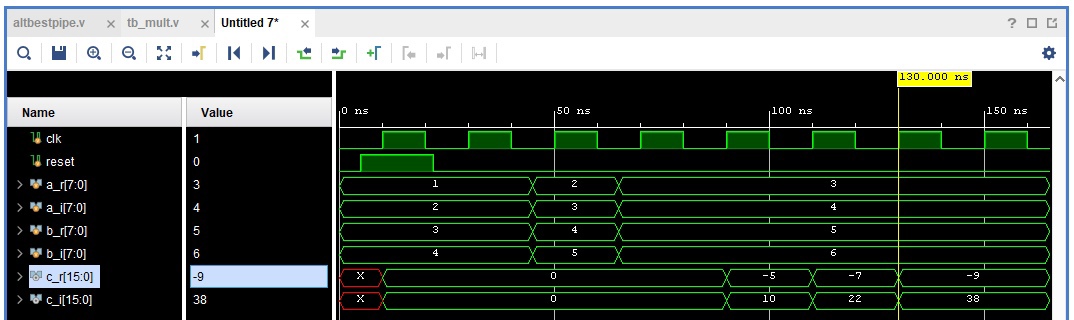 altbestpipe.v × tb_mult.v × Untitled 7* × ?
130.000 ns
Name Value 0 ns 50 ns 100 ns 150 ns
clk 1
reset 0
a_r[7:0] 3 1 2 3
a_i[7:0] 4 2 3 4
b_r[7:0] 5 3 4 5
b_i[7:0] 6 4 5 6
c_r[15:0] -9 X 0 -5 -7 -9
c_i[15:0] 38 X 0 10 22 38